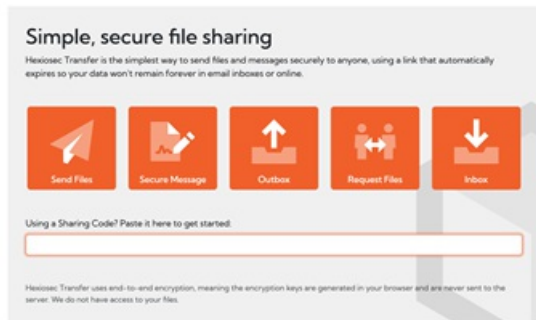 Simple, secure file sharing
Hexiosec Transfer is the simplest way to send files and messages securely to anyone, using a link that automatically
expires so your data won't remain forever in email inboxes or online.
Send Files
Secure Message
Outbox
Request Files
Inbox
Using a Sharing Code? Paste it here to get started:
Hexiosec Transfer uses end-to-end encryption, meaning the encryption keys are generated in your browser and are never sent to the
server. We do not have access to your files.